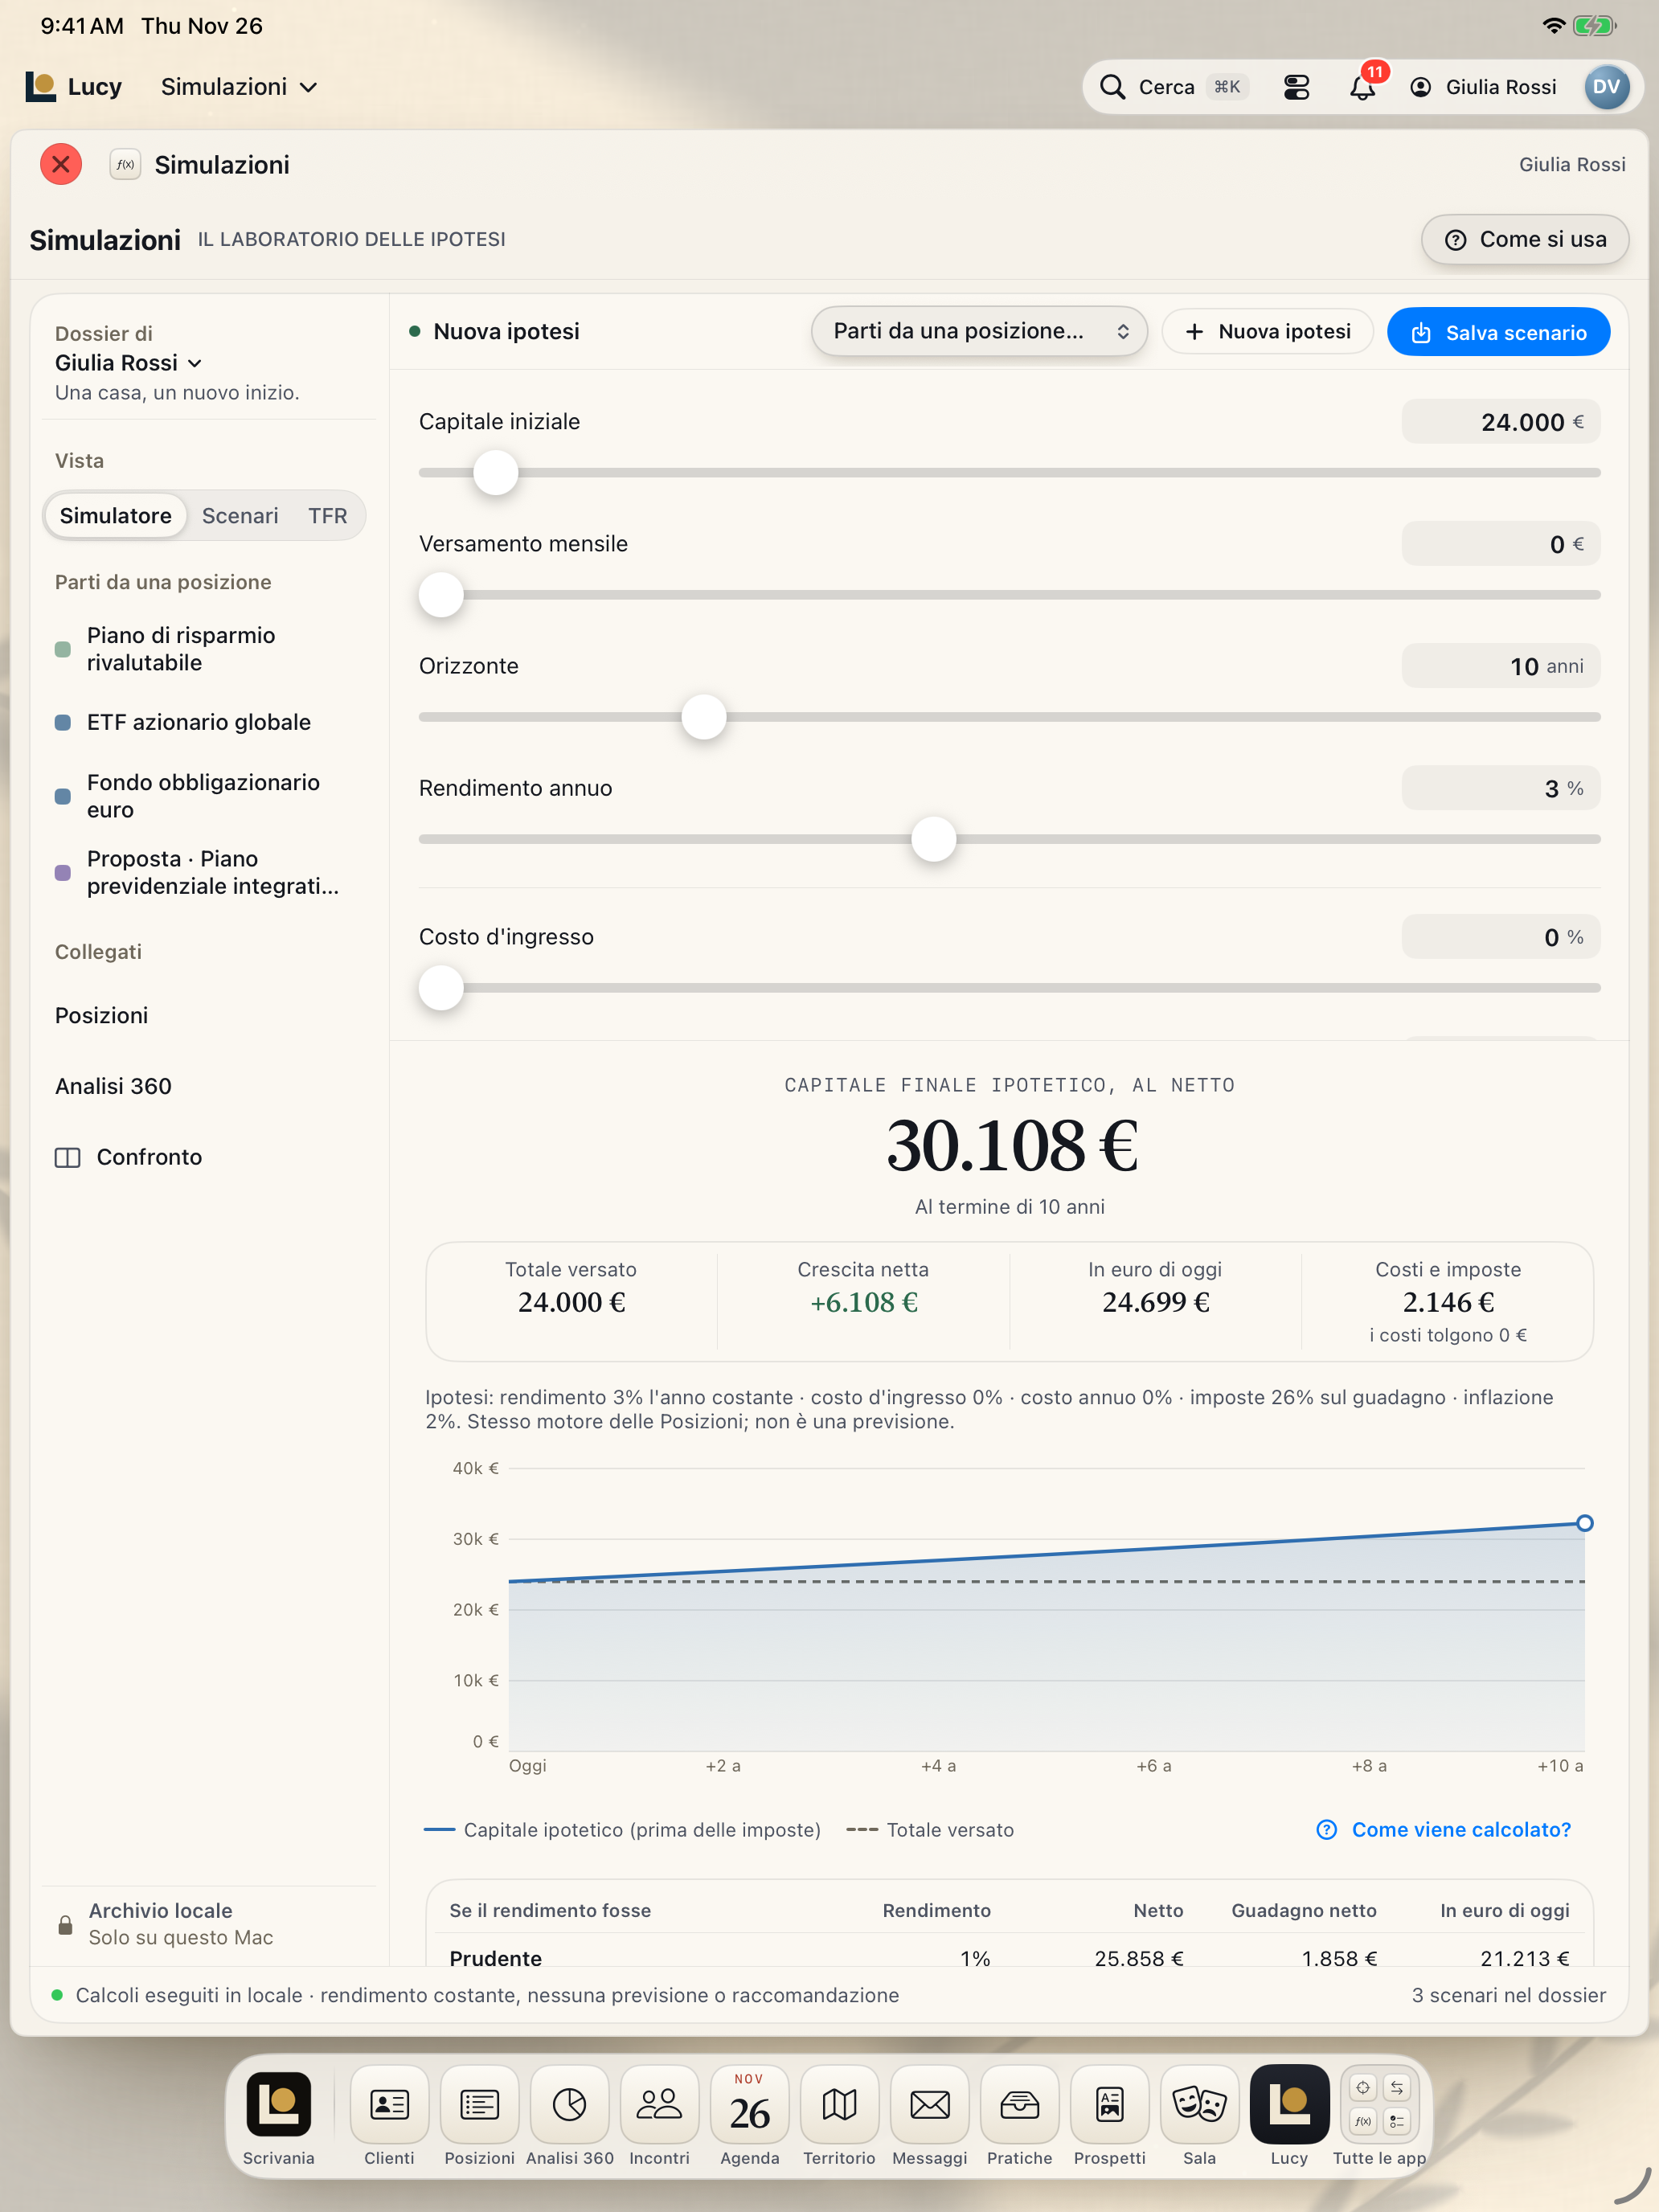 9:41 AM Thu Nov 26
Lucy Simulazioni
Cerca ⌘K 11 Giulia Rossi DV
f(x) Simulazioni Giulia Rossi
Simulazioni IL LABORATORIO DELLE IPOTESI Come si usa
Dossier di
Giulia Rossi
Una casa, un nuovo inizio.
Vista
Simulatore Scenari TFR
Parti da una posizione
Piano di risparmio
rivalutabile
ETF azionario globale
Fondo obbligazionario
euro
Proposta · Piano
previdenziale integrati...
Collegati
Posizioni
Analisi 360
Confronto
Archivio locale
Solo su questo Mac
Nuova ipotesi Parti da una posizione... + Nuova ipotesi Salva scenario
Capitale iniziale 24.000 €
Versamento mensile 0 €
Orizzonte 10 anni
Rendimento annuo 3 %
Costo d'ingresso 0 %
CAPITALE FINALE IPOTETICO, AL NETTO
30.108 €
Al termine di 10 anni
Totale versato Crescita netta In euro di oggi Costi e imposte
24.000 € +6.108 € 24.699 € 2.146 €
i costi tolgono 0 €
Ipotesi: rendimento 3% l'anno costante · costo d'ingresso 0% · costo annuo 0% · imposte 26% sul guadagno · inflazione
2%. Stesso motore delle Posizioni; non è una previsione.
40k €
30k €
20k €
10k €
0 €
Oggi +2 a +4 a +6 a +8 a +10 a
Capitale ipotetico (prima delle imposte) Totale versato Come viene calcolato?
Se il rendimento fosse Rendimento Netto Guadagno netto In euro di oggi
Prudente 1% 25.858 € 1.858 € 21.213 €
Calcoli eseguiti in locale · rendimento costante, nessuna previsione o raccomandazione 3 scenari nel dossier
NOV
26
f(x)
Scrivania Clienti Posizioni Analisi 360 Incontri Agenda Territorio Messaggi Pratiche Prospetti Sala Lucy Tutte le app